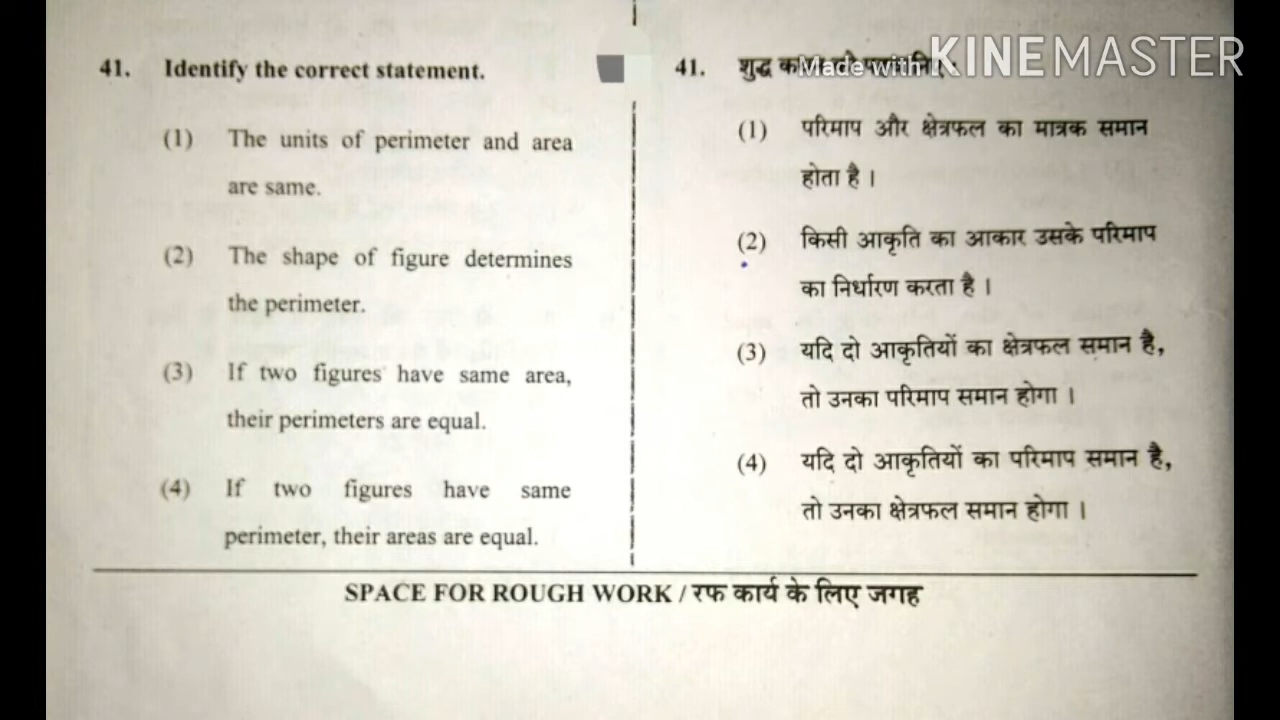 41. Identify the correct statement.
(1) The units of perimeter and area
are same.
(2) The shape of figure determines
the perimeter.
(3) If two figures have same area,
their perimeters are equal.
(4) If two figures have same
perimeter, their areas are equal.
41. शुद्ध
Made with KINEMASTER
(1) परिमाप और क्षेत्रफल का मात्रक समान
होता है ।
(2) किसी आकृति का आकार उसके परिमाप
का निर्धारण करता है ।
(3) यदि दो आकृतियों का क्षेत्रफल समान है,
तो उनका परिमाप समान होगा ।
(4) यदि दो आकृतियों का परिमाप समान है,
तो उनका क्षेत्रफल समान होगा ।
SPACE FOR ROUGH WORK / रफ कार्य के लिए जगह